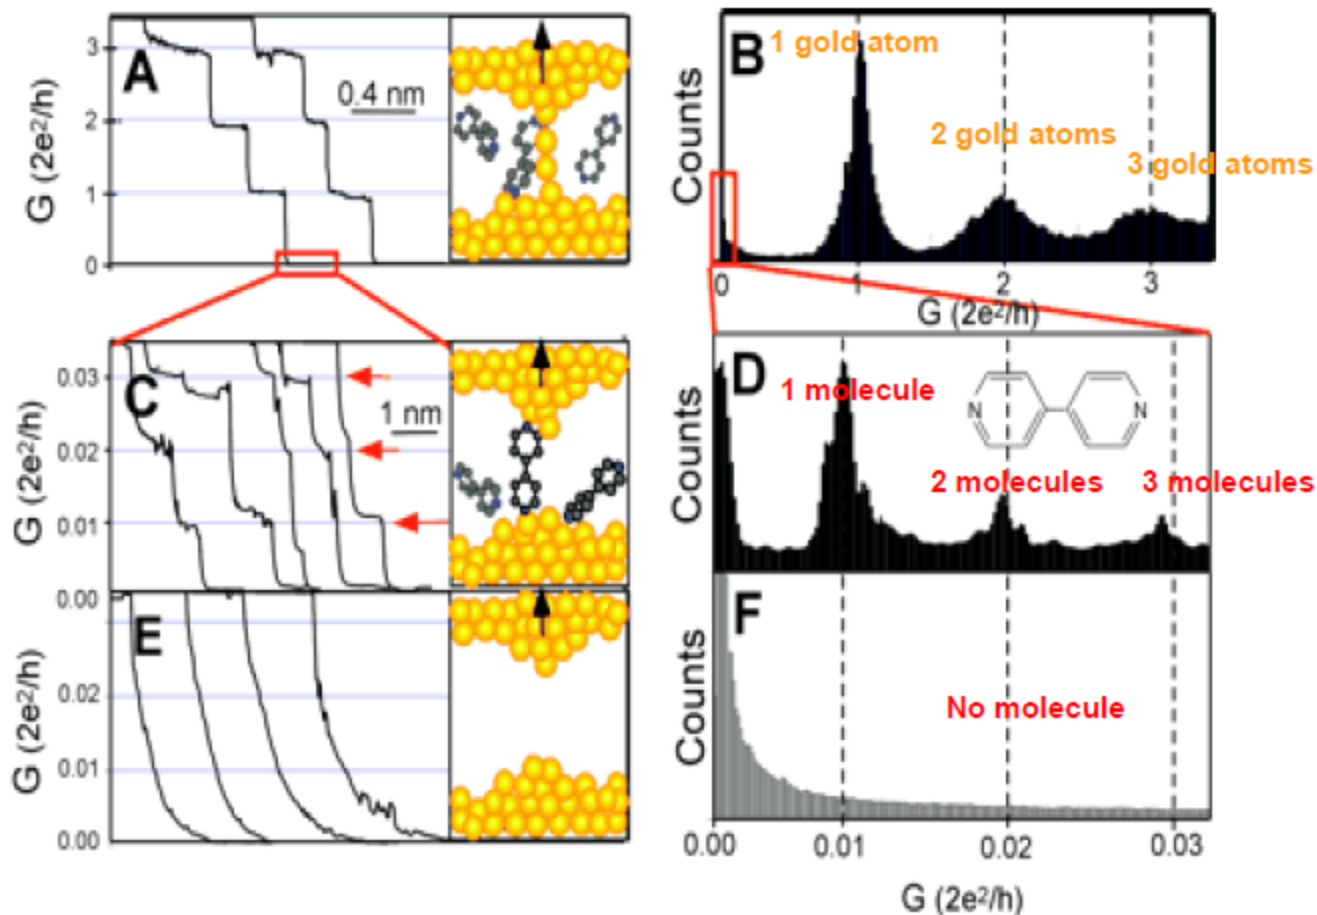 A
G (2e²/h)
3
2
1
0
0.4 nm
B
1 gold atom
2 gold atoms
3 gold atoms
Counts
0
1
2
3
G (2e²/h)
C
G (2e²/h)
0.03
0.02
0.01
0.00
1 nm
D
1 molecule
N
N
2 molecules
3 molecules
Counts
E
G (2e²/h)
0.02
0.01
0.00
F
No molecule
Counts
0.00
0.01
0.02
0.03
G (2e²/h)